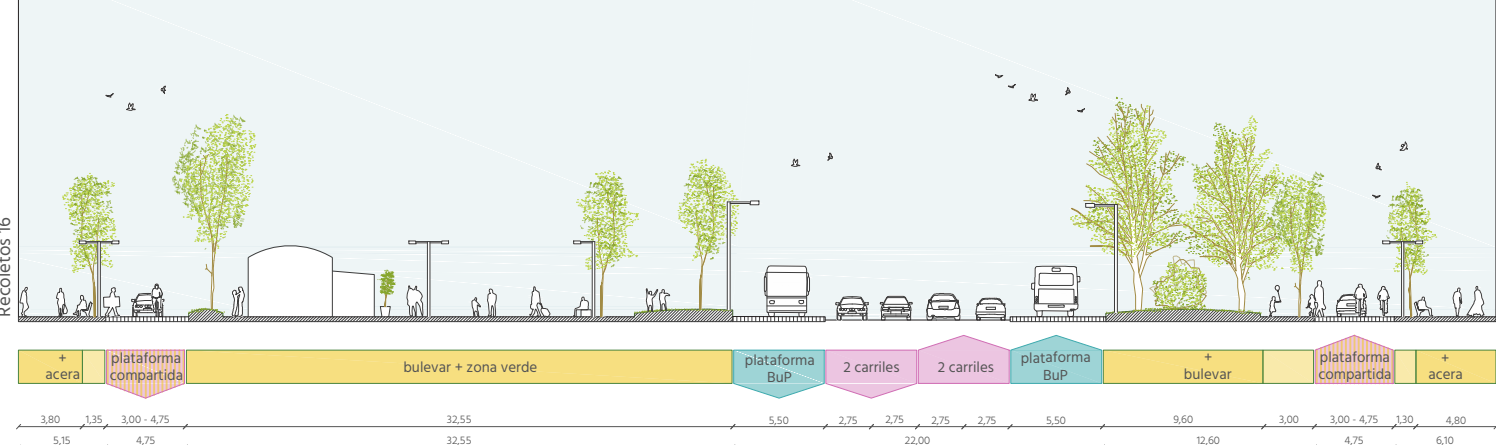 Recoletos '16
+
acera
plataforma
compartida
bulevar + zona verde
plataforma
BuP
2 carriles
2 carriles
plataforma
BuP
+
bulevar
plataforma
compartida
+
acera
3,80 1,35 3,00 - 4,75 32,55 5,50 2,75 2,75 2,75 2,75 5,50 9,60 3,00 3,00 - 4,75 1,30 4,80
5,15 4,75 32,55 22,00 12,60 4,75 6,10